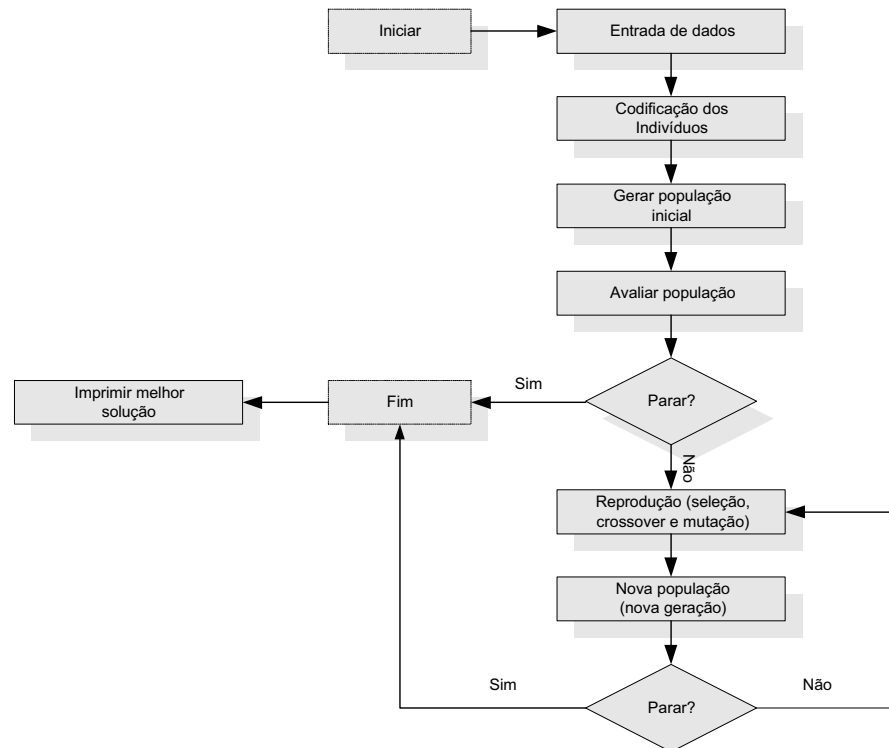 Iniciar
Entrada de dados
Codificação dos
Indivíduos
Gerar população
inicial
Avaliar população
Parar?
Sim
Fim
Imprimir melhor
solução
Não
Reprodução (seleção,
crossover e mutação)
Nova população
(nova geração)
Parar?
Sim
Não